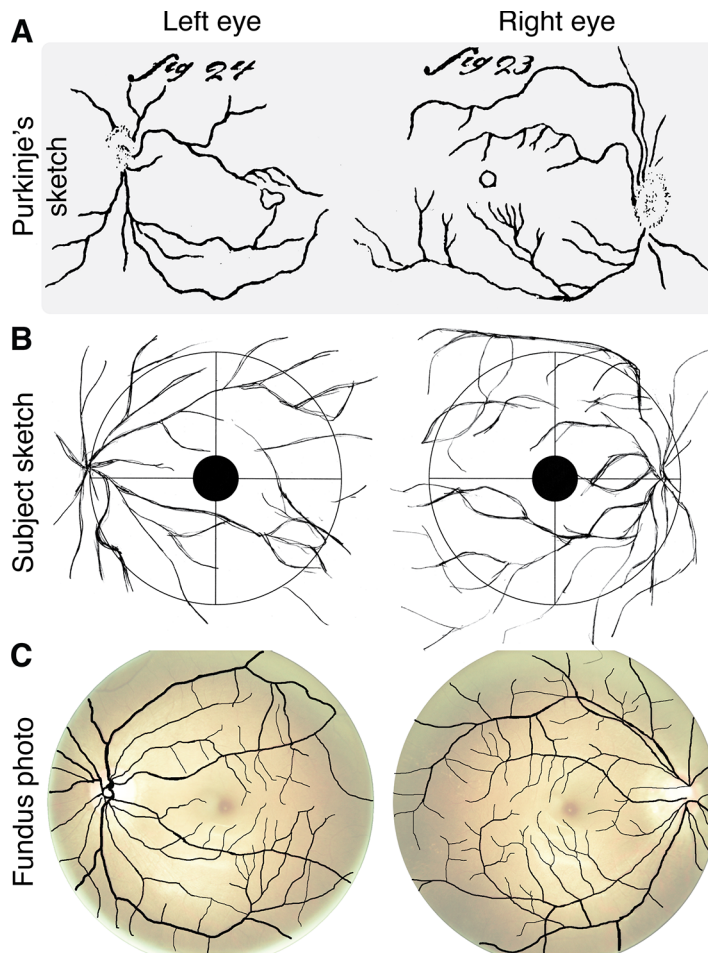 Left eye
Right eye
A
Purkinje's sketch
fig 24
fig 23
B
Subject sketch
C
Fundus photo